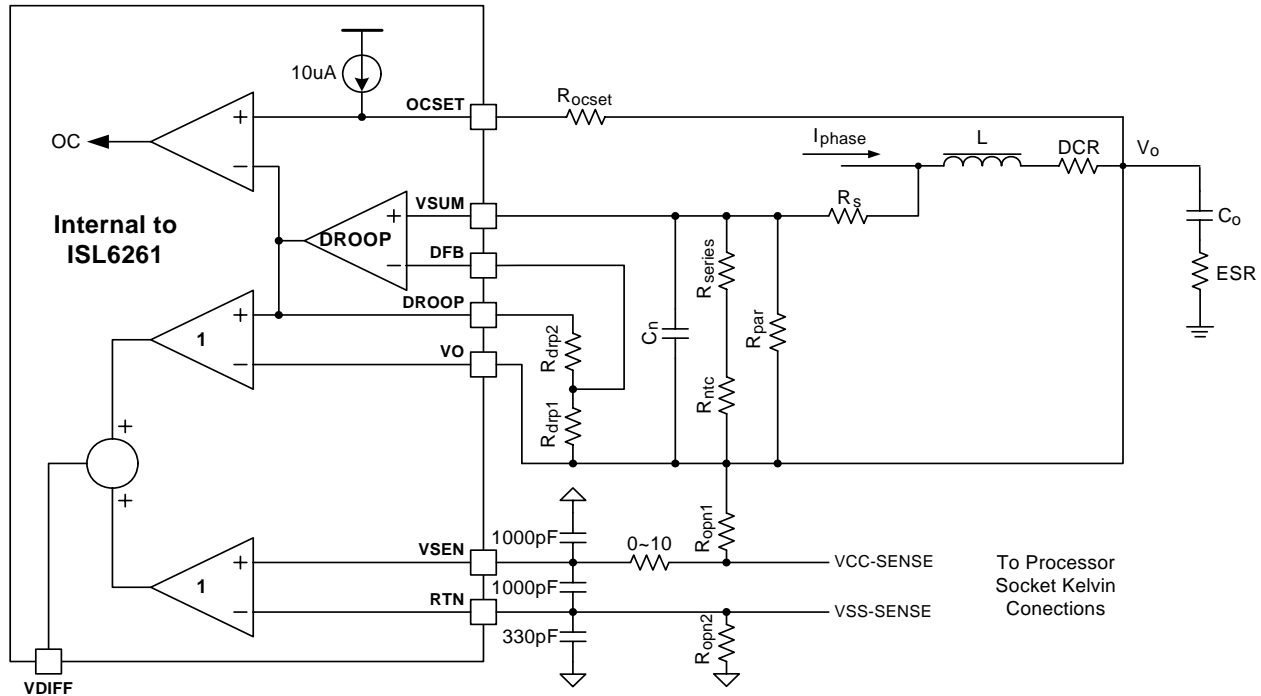 10uA
OCSET
Rocset
OC
+
−
Iphase
L
DCR
Vo
VSUM
Rs
Co
ESR
Internal to
ISL6261
DROOP
+
−
DFB
DROOP
VO
Rdrp2
Rdrp1
Cn
Rseries
Rntc
Rpar
+
1
−
+
+
1000pF
0~10
Ropn1
VSEN
VCC-SENSE
+
1
−
1000pF
RTN
VSS-SENSE
330pF
Ropn2
To Processor
Socket Kelvin
Conections
VDIFF